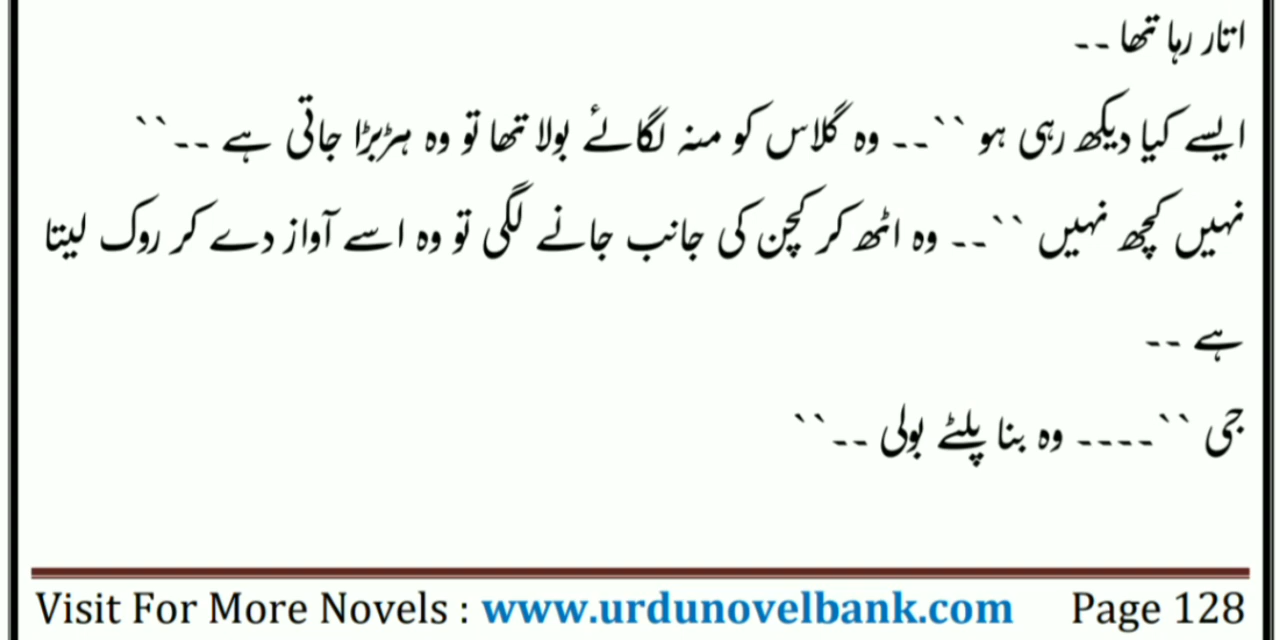 اتار رہا تھا --
ایسے کیا دیکھ رہی ہو ``-- وہ گلاس کو منہ لگائے بولا تھا تو وہ ہڑبڑا جاتی ہے --``
نہیں کچھ نہیں ``-- وہ اٹھ کر کچن کی جانب جانے لگی تو وہ اسے آواز دے کر روک لیتا
ہے --
جی ``---- وہ بنا پلٹے بولی --``
Visit For More Novels : www.urdunovelbank.com Page 128